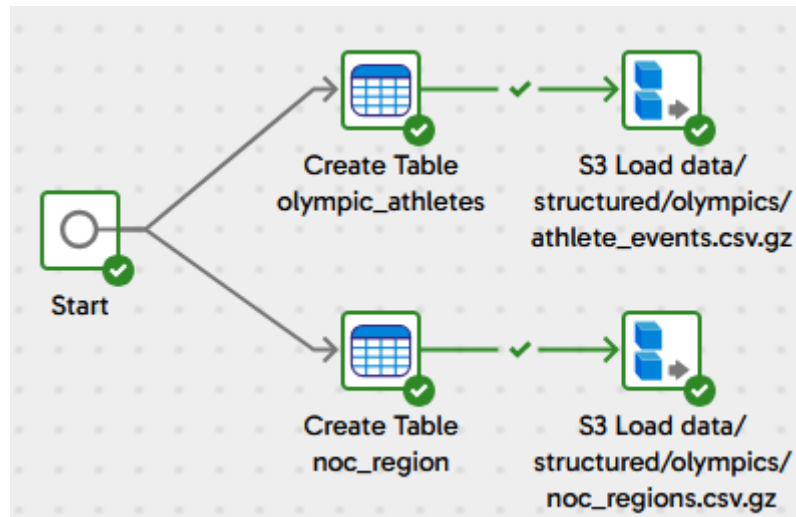 Create Table
olympic_athletes
S3 Load data/
structured/olympics/
athlete_events.csv.gz
Start
Create Table
noc_region
S3 Load data/
structured/olympics/
noc_regions.csv.gz